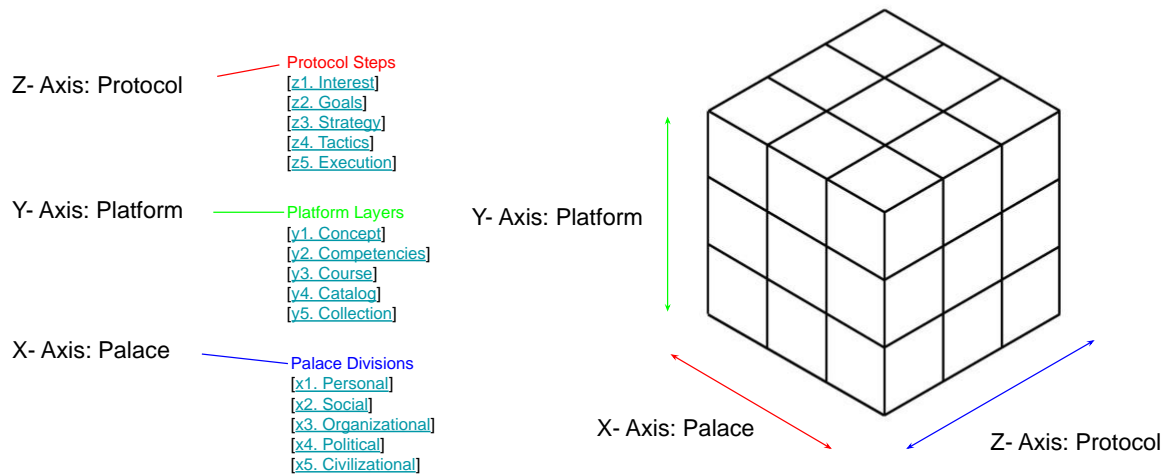 Z- Axis: Protocol
Protocol Steps
[z1. Interest]
[z2. Goals]
[z3. Strategy]
[z4. Tactics]
[z5. Execution]
Y- Axis: Platform
Platform Layers
[y1. Concept]
[y2. Competencies]
[y3. Course]
[y4. Catalog]
[y5. Collection]
X- Axis: Palace
Palace Divisions
[x1. Personal]
[x2. Social]
[x3. Organizational]
[x4. Political]
[x5. Civilizational]
Y- Axis: Platform
X- Axis: Palace
Z- Axis: Protocol